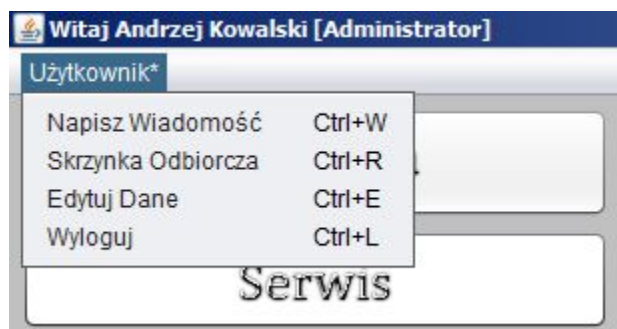 Witaj Andrzej Kowalski [Administrator]
Użytkownik*
Napisz Wiadomość Ctrl+W
Skrzynka Odbiorcza Ctrl+R
Edytuj Dane Ctrl+E
Wyloguj Ctrl+L
Serwis